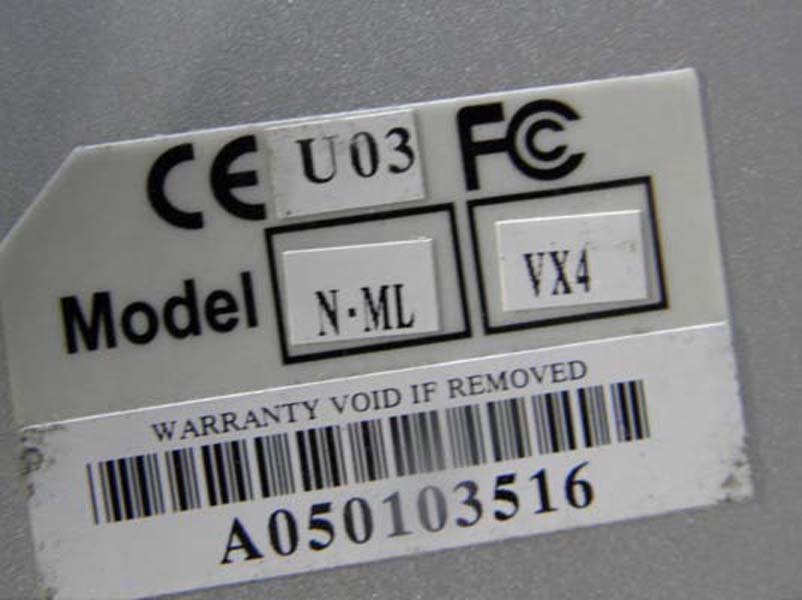 CE U03 FC
Model N·ML VX4
WARRANTY VOID IF REMOVED
A050103516